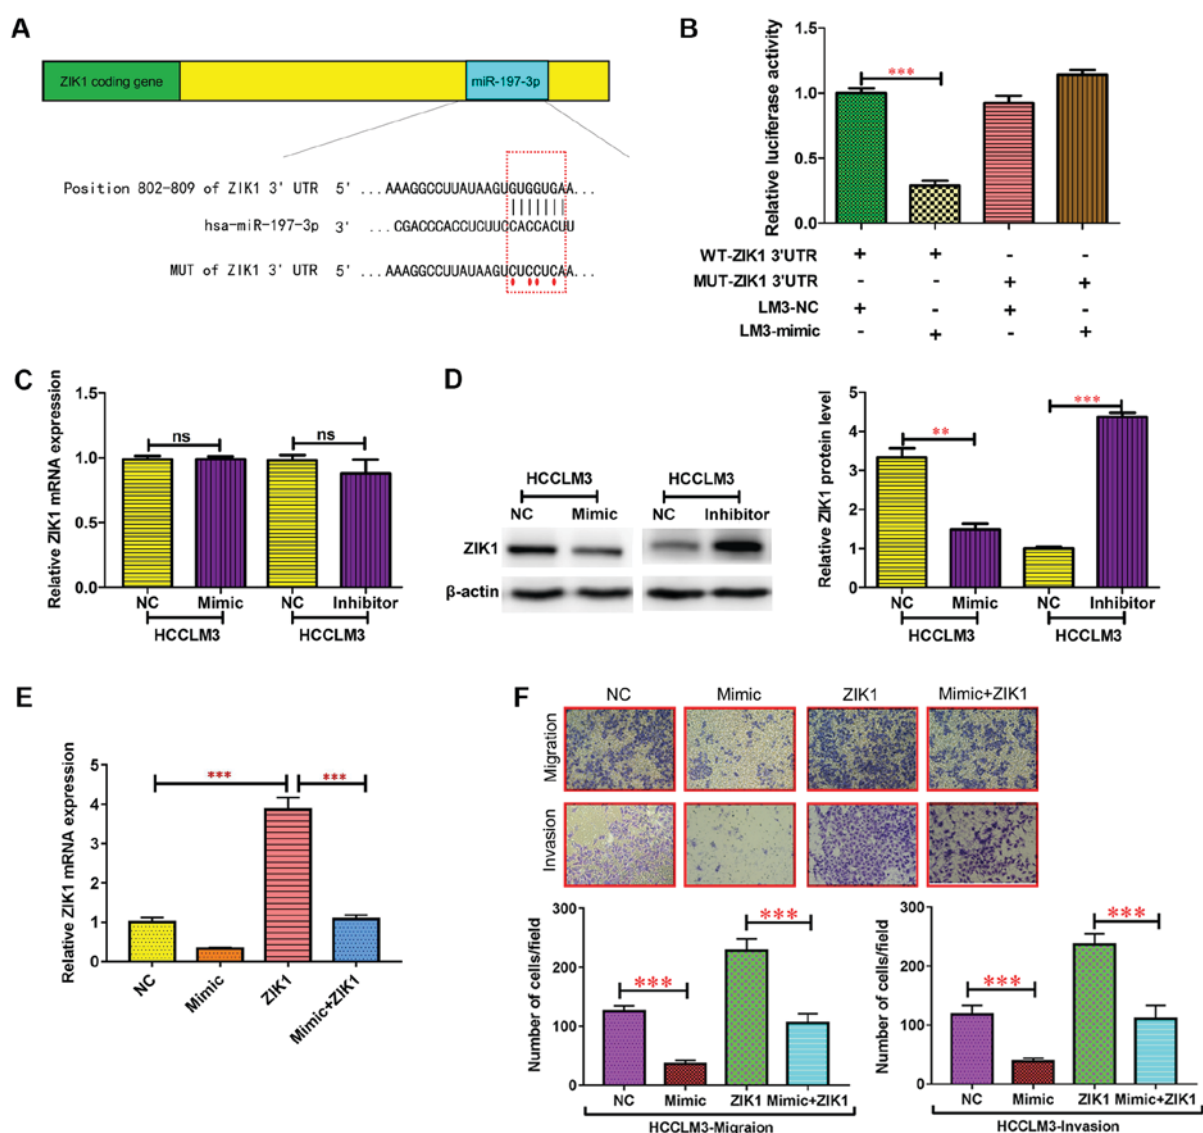 A
ZIK1 coding gene
miR-197-3p
Position 802-809 of ZIK1 3' UTR 5' ...AAAGGCCUUAUAAGUGUGGUGAA...
hsa-miR-197-3p 3' CGACCCACCUCUUCCACCACUU
MUT of ZIK1 3' UTR 5' ...AAAGGCCUUAUAAGUCUCCUCAA...
B
Relative luciferase activity
1.5
1.0
0.5
0.0
***
WT-ZIK1 3'UTR + + - -
MUT-ZIK1 3'UTR - - + +
LM3-NC + - + -
LM3-mimic - + - +
C
Relative ZIK1 mRNA expression
1.5
1.0
0.5
0.0
ns
ns
NC Mimic NC Inhibitor
HCCLM3 HCCLM3
D
HCCLM3 HCCLM3
NC Mimic NC Inhibitor
ZIK1
β-actin
Relative ZIK1 protein level
5
4
3
2
1
0
**
***
NC Mimic NC Inhibitor
HCCLM3 HCCLM3
E
Relative ZIK1 mRNA expression
5
4
3
2
1
0
*** ***
NC Mimic ZIK1 Mimic+ZIK1
F
NC Mimic ZIK1 Mimic+ZIK1
Migration
Invasion
Number of cells/field
300
200
100
0
***
***
NC Mimic ZIK1 Mimic+ZIK1
HCCLM3-Migraion
Number of cells/field
300
200
100
0
***
***
NC Mimic ZIK1 Mimic+ZIK1
HCCLM3-Invasion